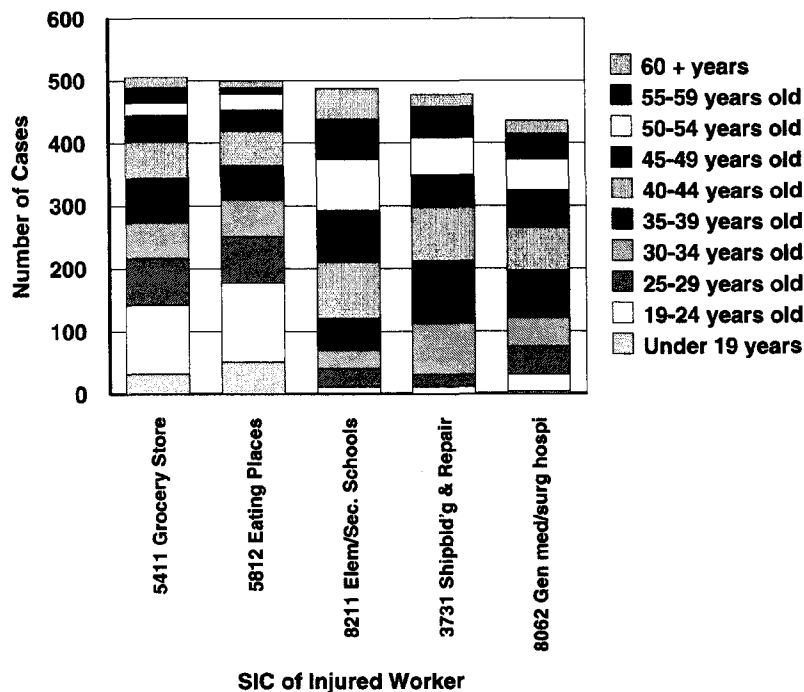 600
500
400
300
200
100
0
Number of Cases
60 + years
55-59 years old
50-54 years old
45-49 years old
40-44 years old
35-39 years old
30-34 years old
25-29 years old
19-24 years old
Under 19 years
5411 Grocery Store
5812 Eating Places
8211 Elem/Sec. Schools
3731 Shipbld'g & Repair
8062 Gen med/surg hospi
SIC of Injured Worker